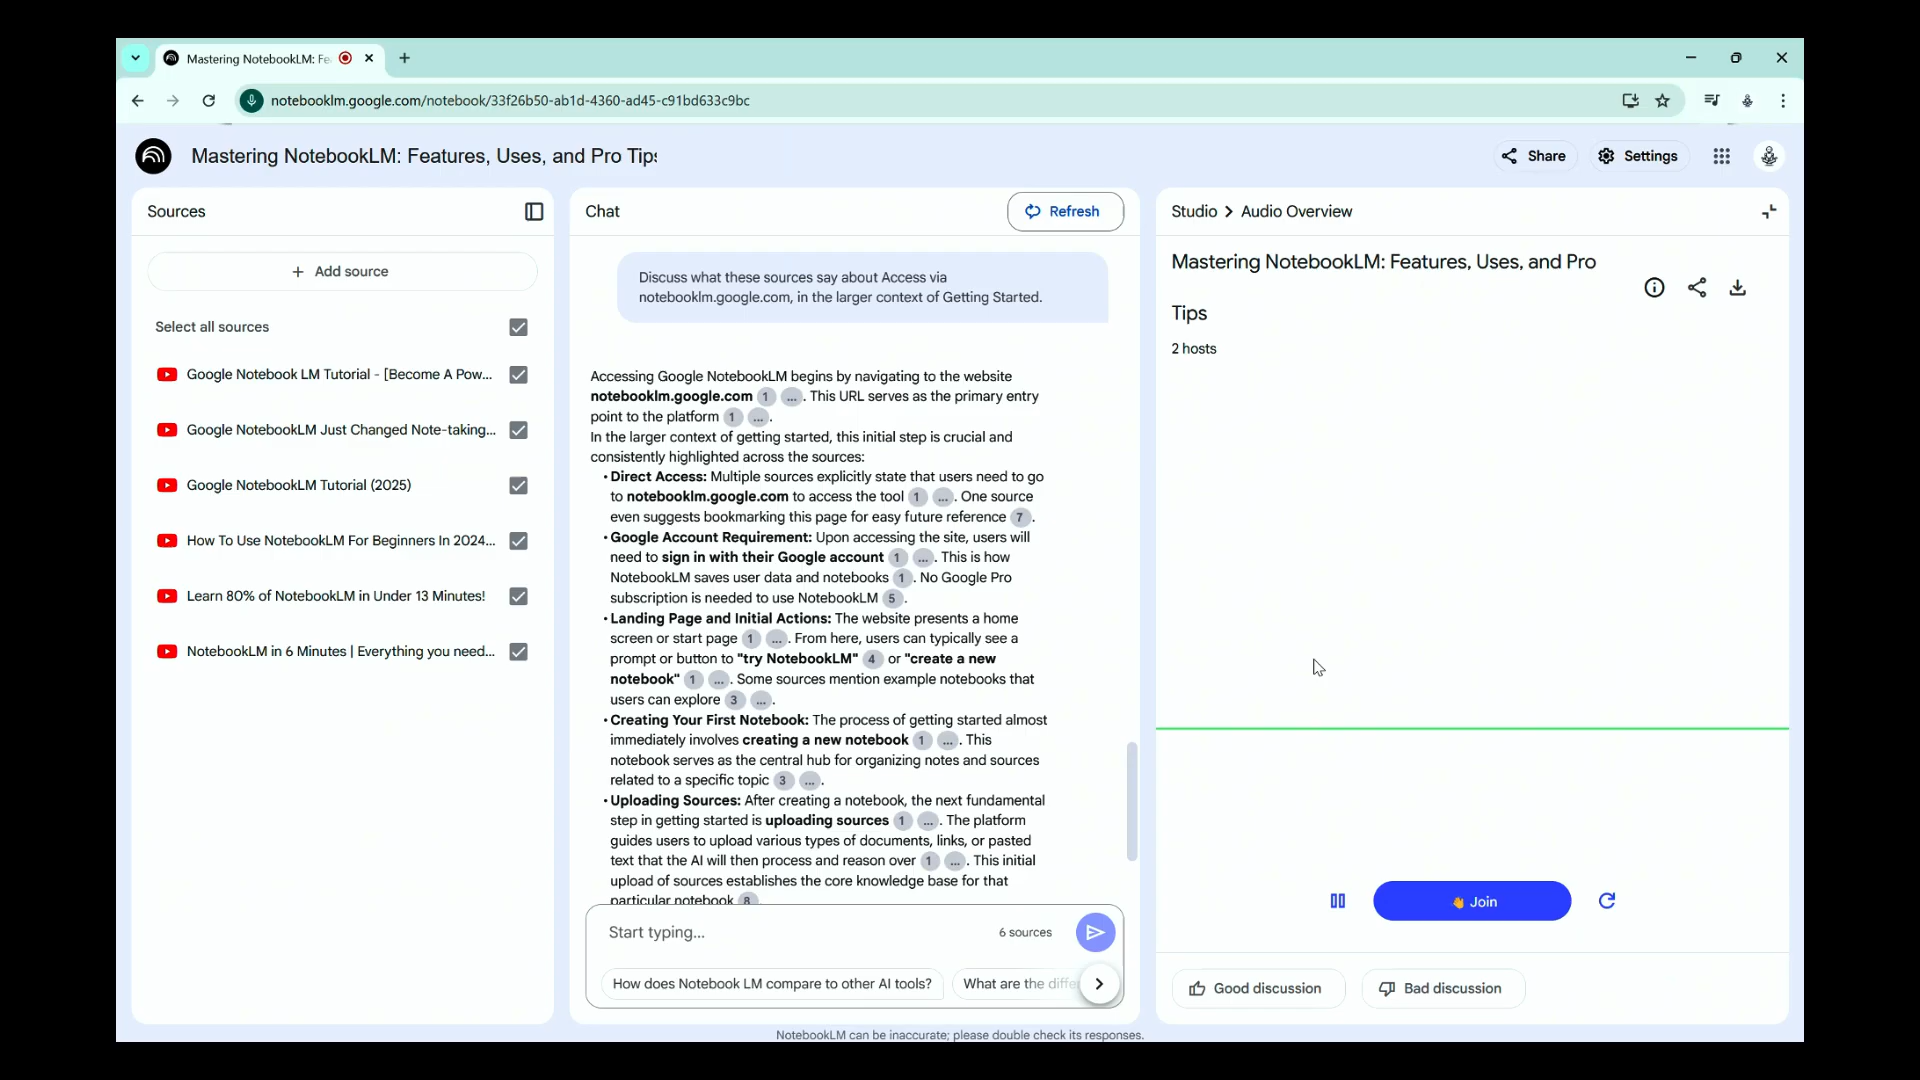 Mastering NotebookLM: Fe
notebooklm.google.com/notebook/33f26b50-ab1d-4360-ad45-c91bd633c9bc
Mastering NotebookLM: Features, Uses, and Pro Tips
Share
Settings
Sources
Add source
Select all sources
Google Notebook LM Tutorial - [Become A Pow...
Google NotebookLM Just Changed Note-taking...
Google NotebookLM Tutorial (2025)
How To Use NotebookLM For Beginners In 2024...
Learn 80% of NotebookLM in Under 13 Minutes!
NotebookLM in 6 Minutes | Everything you need...
Chat
Refresh
Discuss what these sources say about Access via
notebooklm.google.com, in the larger context of Getting Started.
Accessing Google NotebookLM begins by navigating to the website
notebooklm.google.com 1 ... . This URL serves as the primary entry
point to the platform 1 ... .
In the larger context of getting started, this initial step is crucial and
consistently highlighted across the sources:
• Direct Access: Multiple sources explicitly state that users need to go
to notebooklm.google.com to access the tool 1 ... . One source
even suggests bookmarking this page for easy future reference 7 .
• Google Account Requirement: Upon accessing the site, users will
need to sign in with their Google account 1 ... . This is how
NotebookLM saves user data and notebooks 1 . No Google Pro
subscription is needed to use NotebookLM 5 .
• Landing Page and Initial Actions: The website presents a home
screen or start page 1 ... . From here, users can typically see a
prompt or button to "try NotebookLM" 4 or "create a new
notebook" 1 ... . Some sources mention example notebooks that
users can explore 3 ... .
• Creating Your First Notebook: The process of getting started almost
immediately involves creating a new notebook 1 ... . This
notebook serves as the central hub for organizing notes and sources
related to a specific topic 3 ... .
• Uploading Sources: After creating a notebook, the next fundamental
step in getting started is uploading sources 1 ... . The platform
guides users to upload various types of documents, links, or pasted
text that the AI will then process and reason over 1 ... . This initial
upload of sources establishes the core knowledge base for that
particular notebook 8 .
Start typing...
6 sources
How does Notebook LM compare to other AI tools?
What are the diffe
Studio > Audio Overview
Mastering NotebookLM: Features, Uses, and Pro
Tips
2 hosts
Join
Good discussion
Bad discussion
NotebookLM can be inaccurate; please double check its responses.